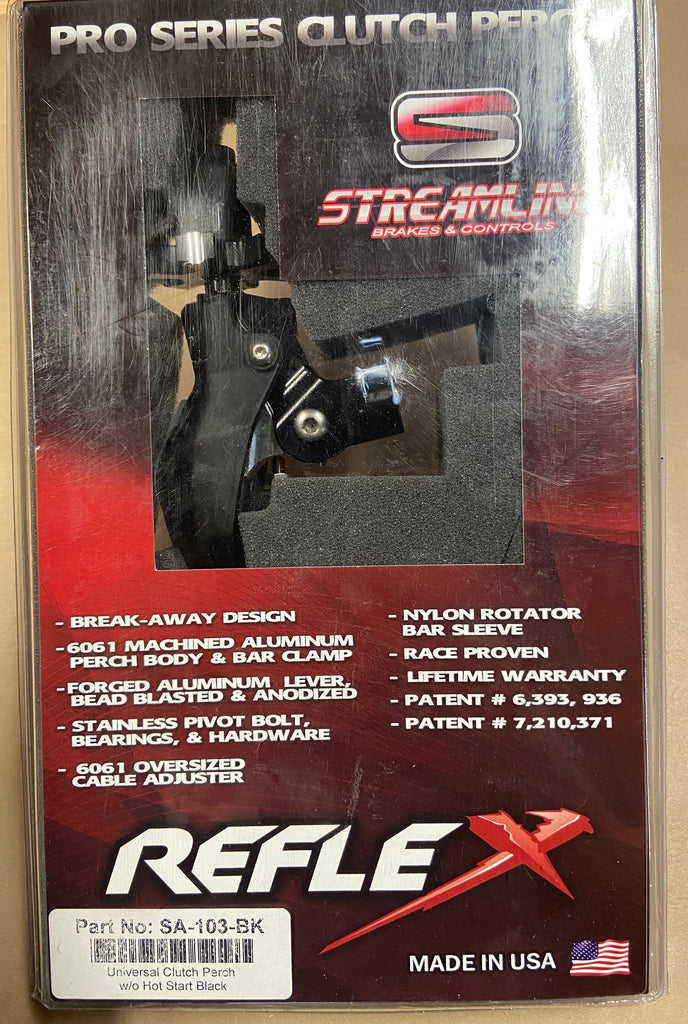 PRO SERIES CLUTCH
STREAMLINE
BRAKES & CONTROLS
- BREAK-AWAY DESIGN
-6061 MACHINED ALUMINUM
PERCH BODY & BAR CLAMP
-FORGED ALUMINUM LEVER,
BEAD BLASTED & ANODIZED
- STAINLESS PIVOT BOLT,
BEARINGS, & HARDWARE
- 6061 OVERSIZED
CABLE ADJUSTER
- NYLON ROTATOR
BAR SLEEVE
- RACE PROVEN
- LIFETIME WARRANTY
- PATENT # 6,393, 936
- PATENT # 7,210,371
REFLEX
Part No: SA-103-BK
Universal Clutch Perch
w/o Hot Start Black
MADE IN USA